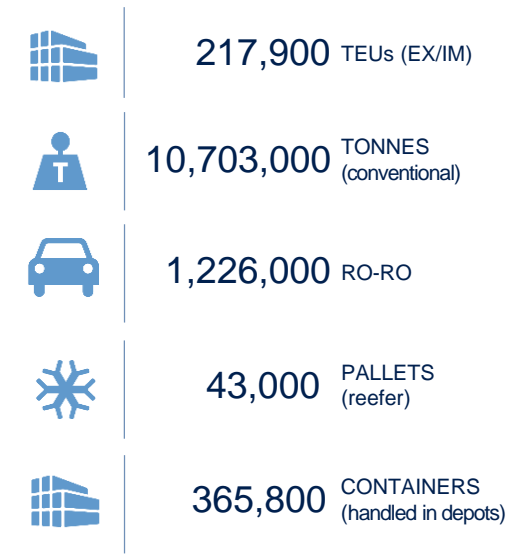 217,900 TEUs (EX/IM)
T
10,703,000 TONNES
(conventional)
1,226,000 RO-RO
43,000 PALLETS
(reefer)
365,800 CONTAINERS
(handled in depots)